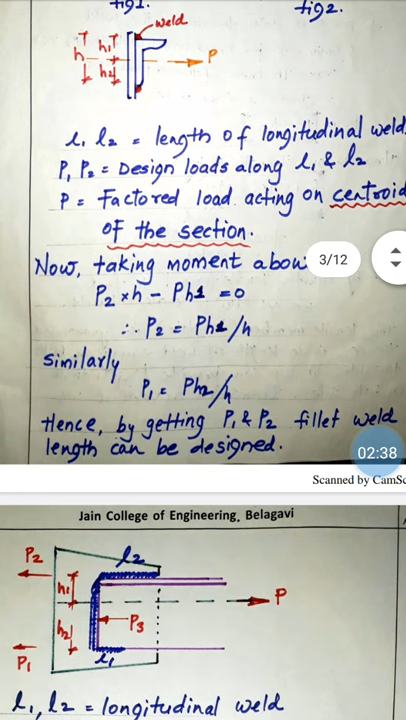 fig1.
fig2.
weld
h
h1
h2
P
l1 l2 = length of longitudinal weld.
P1 P2 = Design loads along l1 & l2
P = Factored load acting on centroid
of the section.
Now, taking moment abou
3/12
P2 × h - Ph1 = 0
∴ P2 = Ph1/h
similarly
P1 = Ph2/h
Hence, by getting P1 & P2 fillet weld
length can be designed.
02:38
Scanned by CamSc
Jain College of Engineering, Belagavi
P2
l2
h1
P
h2
P3
P1
l1
l1, l2 = longitudinal weld